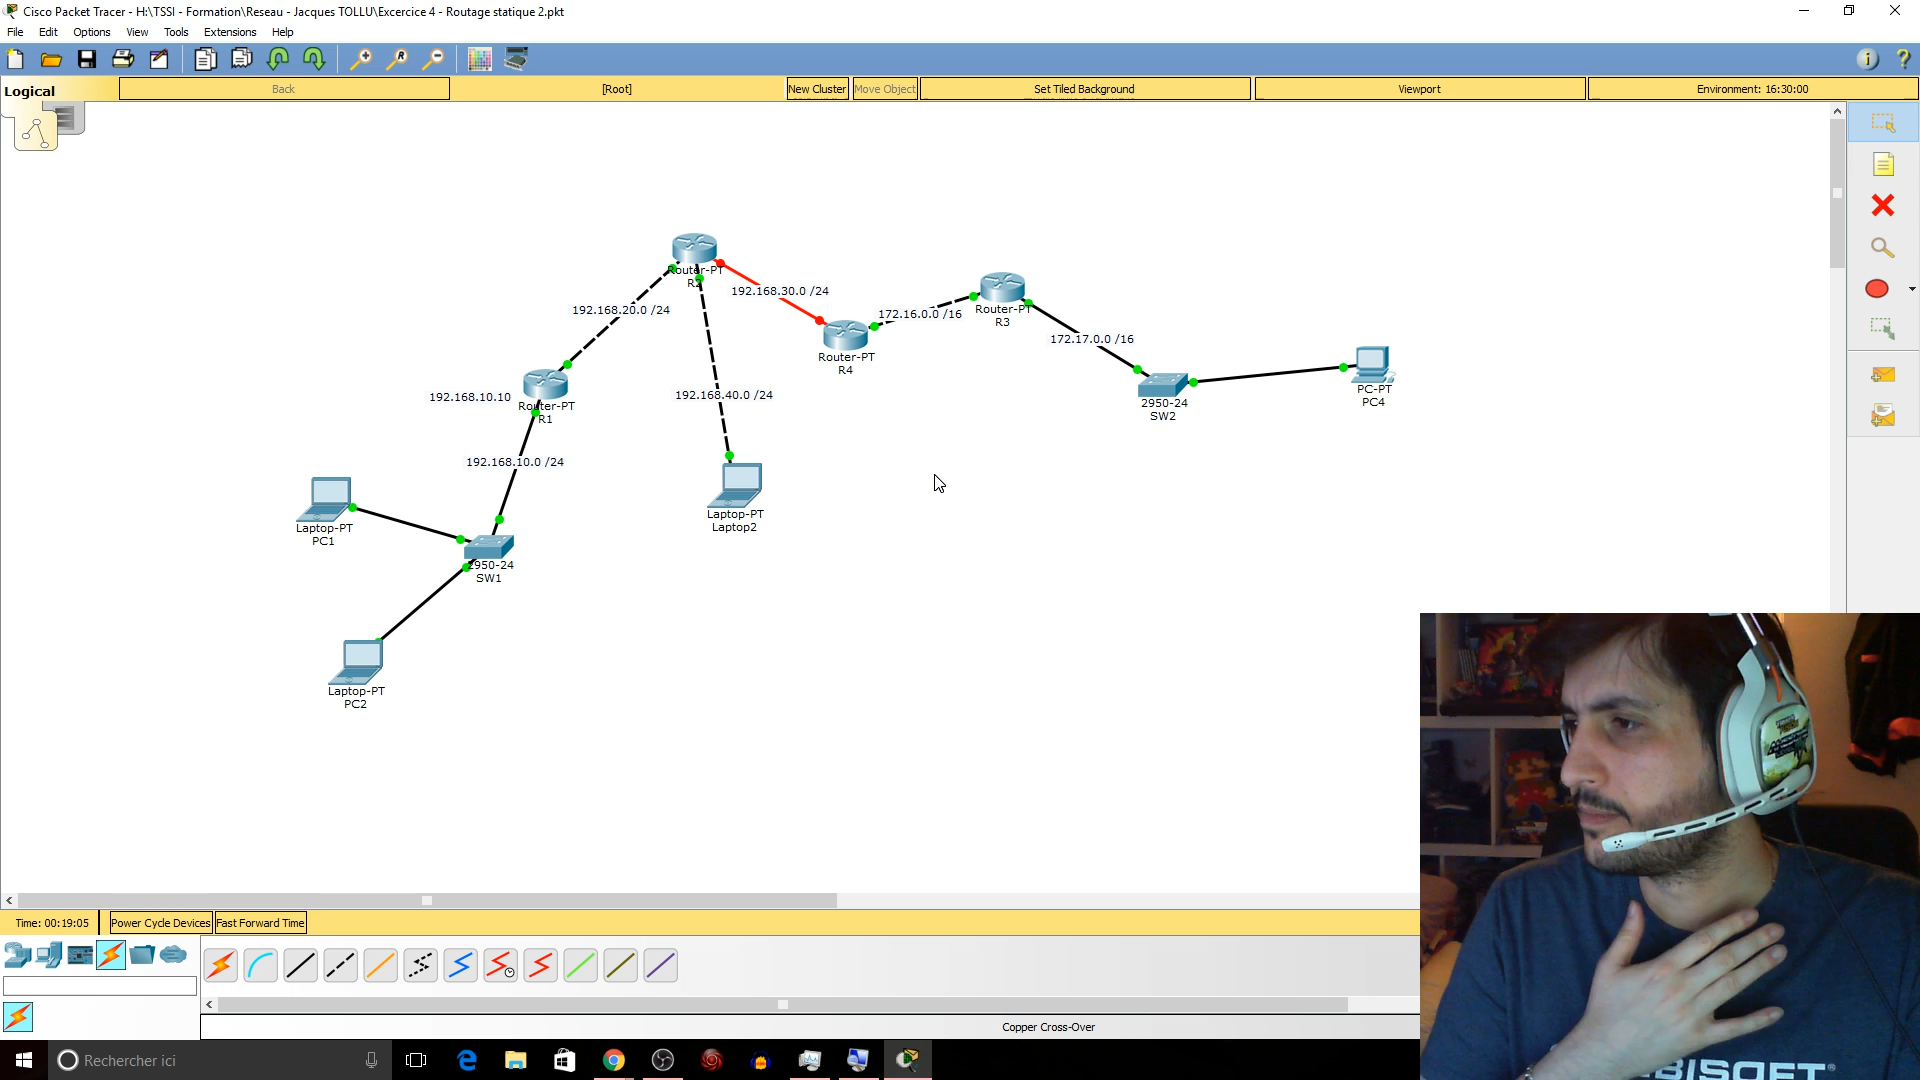 Cisco Packet Tracer - H:\TSSI - Formation\Reseau - Jacques TOLLU\Excercice 4 - Routage statique 2.pkt
File Edit Options View Tools Extensions Help
Logical
Back
[Root]
New Cluster
Move Object
Set Tiled Background
Viewport
Environment: 16:30:00
Router-PT
R2
192.168.30.0 /24
192.168.20.0 /24
172.16.0.0 /16
Router-PT
R3
172.17.0.0 /16
Router-PT
R4
192.168.10.10
Router-PT
R1
192.168.40.0 /24
2950-24
SW2
PC-PT
PC4
192.168.10.0 /24
Laptop-PT
PC1
Laptop-PT
Laptop2
2950-24
SW1
Laptop-PT
PC2
Time: 00:19:05
Power Cycle Devices
Fast Forward Time
Copper Cross-Over
Rechercher ici